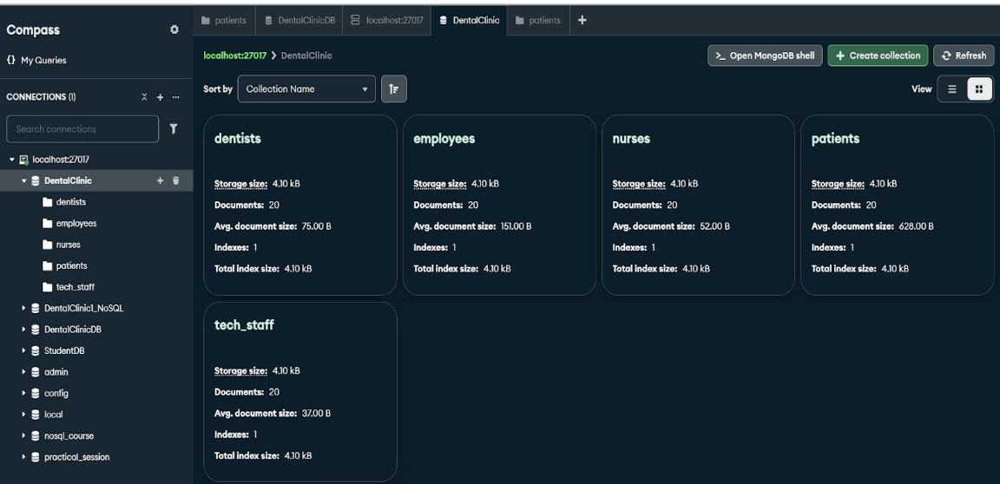 Compass
My Queries
CONNECTIONS (1)
Search connections
localhost:27017
DentalClinic
dentists
employees
nurses
patients
tech_staff
DentalClinic1_NoSQL
DentalClinicDB
StudentDB
admin
config
local
nosql_course
practical_session
patients
DentalClinicDB
localhost:27017
DentalClinic
patients
localhost:27017 > DentalClinic
Open MongoDB shell
Create collection
Refresh
Sort by
Collection Name
View
dentists
Storage size: 4.10 kB
Documents: 20
Avg. document size: 75.00 B
Indexes: 1
Total index size: 4.10 kB
employees
Storage size: 4.10 kB
Documents: 20
Avg. document size: 151.00 B
Indexes: 1
Total index size: 4.10 kB
nurses
Storage size: 4.10 kB
Documents: 20
Avg. document size: 52.00 B
Indexes: 1
Total index size: 4.10 kB
patients
Storage size: 4.10 kB
Documents: 20
Avg. document size: 628.00 B
Indexes: 1
Total index size: 4.10 kB
tech_staff
Storage size: 4.10 kB
Documents: 20
Avg. document size: 37.00 B
Indexes: 1
Total index size: 4.10 kB